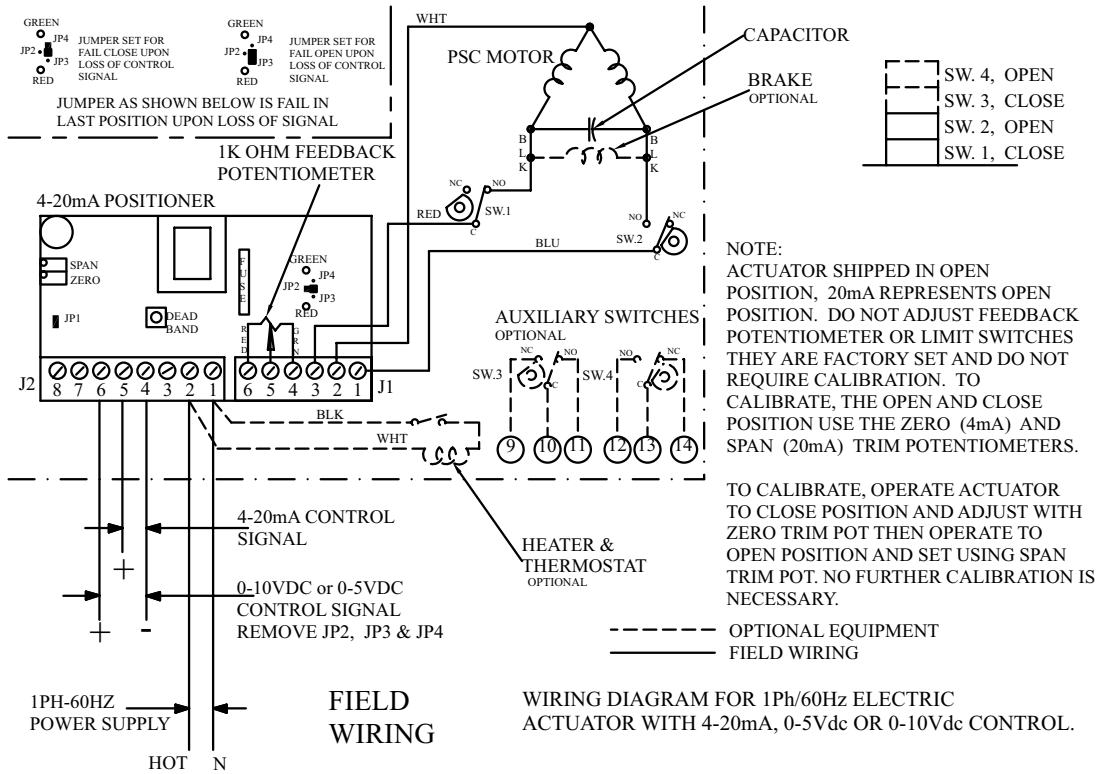 GREEN
JP4
JP2
JP3
RED
JUMPER SET FOR
FAIL CLOSE UPON
LOSS OF CONTROL
SIGNAL
GREEN
JP4
JP2
JP3
RED
JUMPER SET FOR
FAIL OPEN UPON
LOSS OF CONTROL
SIGNAL
JUMPER AS SHOWN BELOW IS FAIL IN
LAST POSITION UPON LOSS OF SIGNAL
WHT
PSC MOTOR
CAPACITOR
BRAKE
OPTIONAL
BLK
BLK
SW. 4, OPEN
SW. 3, CLOSE
SW. 2, OPEN
SW. 1, CLOSE
1K OHM FEEDBACK
POTENTIOMETER
4-20mA POSITIONER
NC
NO
RED
SW.1
C
NO
NC
SW.2
C
BLU
SPAN
ZERO
JP1
DEAD
BAND
FUSE
GREEN
JP4
JP2
JP3
RED
RED
GRN
J2
8 7 6 5 4 3 2 1
6 5 4 3 2 1
J1
BLK
WHT
AUXILIARY SWITCHES
OPTIONAL
NC
NO
SW.3
C
NO
NC
SW.4
C
9 10 11 12 13 14
NOTE:
ACTUATOR SHIPPED IN OPEN
POSITION, 20mA REPRESENTS OPEN
POSITION. DO NOT ADJUST FEEDBACK
POTENTIOMETER OR LIMIT SWITCHES
THEY ARE FACTORY SET AND DO NOT
REQUIRE CALIBRATION. TO
CALIBRATE, THE OPEN AND CLOSE
POSITION USE THE ZERO (4mA) AND
SPAN (20mA) TRIM POTENTIOMETERS.
TO CALIBRATE, OPERATE ACTUATOR
TO CLOSE POSITION AND ADJUST WITH
ZERO TRIM POT THEN OPERATE TO
OPEN POSITION AND SET USING SPAN
TRIM POT. NO FURTHER CALIBRATION IS
NECESSARY.
4-20mA CONTROL
SIGNAL
+
HEATER &
THERMOSTAT
OPTIONAL
0-10VDC or 0-5VDC
CONTROL SIGNAL
REMOVE JP2, JP3 & JP4
+ -
OPTIONAL EQUIPMENT
FIELD WIRING
1PH-60HZ
POWER SUPPLY
HOT N
FIELD
WIRING
WIRING DIAGRAM FOR 1Ph/60Hz ELECTRIC
ACTUATOR WITH 4-20mA, 0-5Vdc OR 0-10Vdc CONTROL.